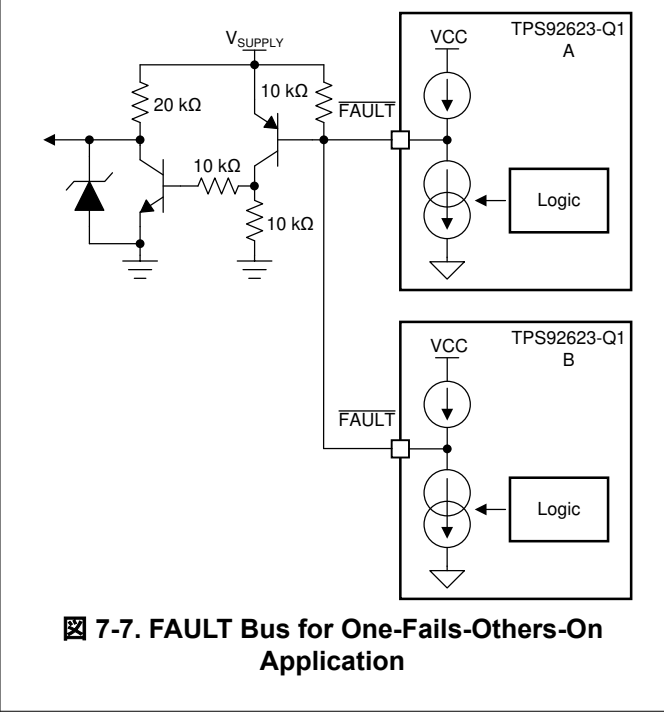 V_SUPPLY
20 kΩ
10 kΩ
10 kΩ
10 kΩ
FAULT
VCC
TPS92623-Q1
A
Logic
FAULT
VCC
TPS92623-Q1
B
Logic
図 7-7. FAULT Bus for One-Fails-Others-On
Application